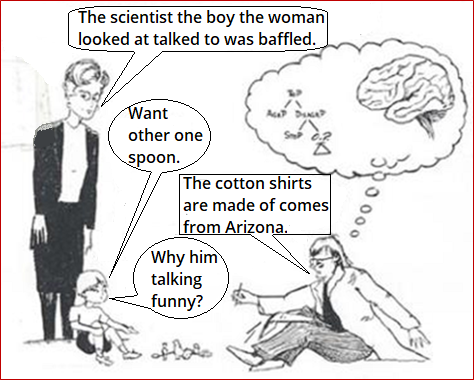 The scientist the boy the woman
looked at talked to was baffled.
Want
other one
spoon.
The cotton shirts
are made of comes
from Arizona.
Why him
talking
funny?